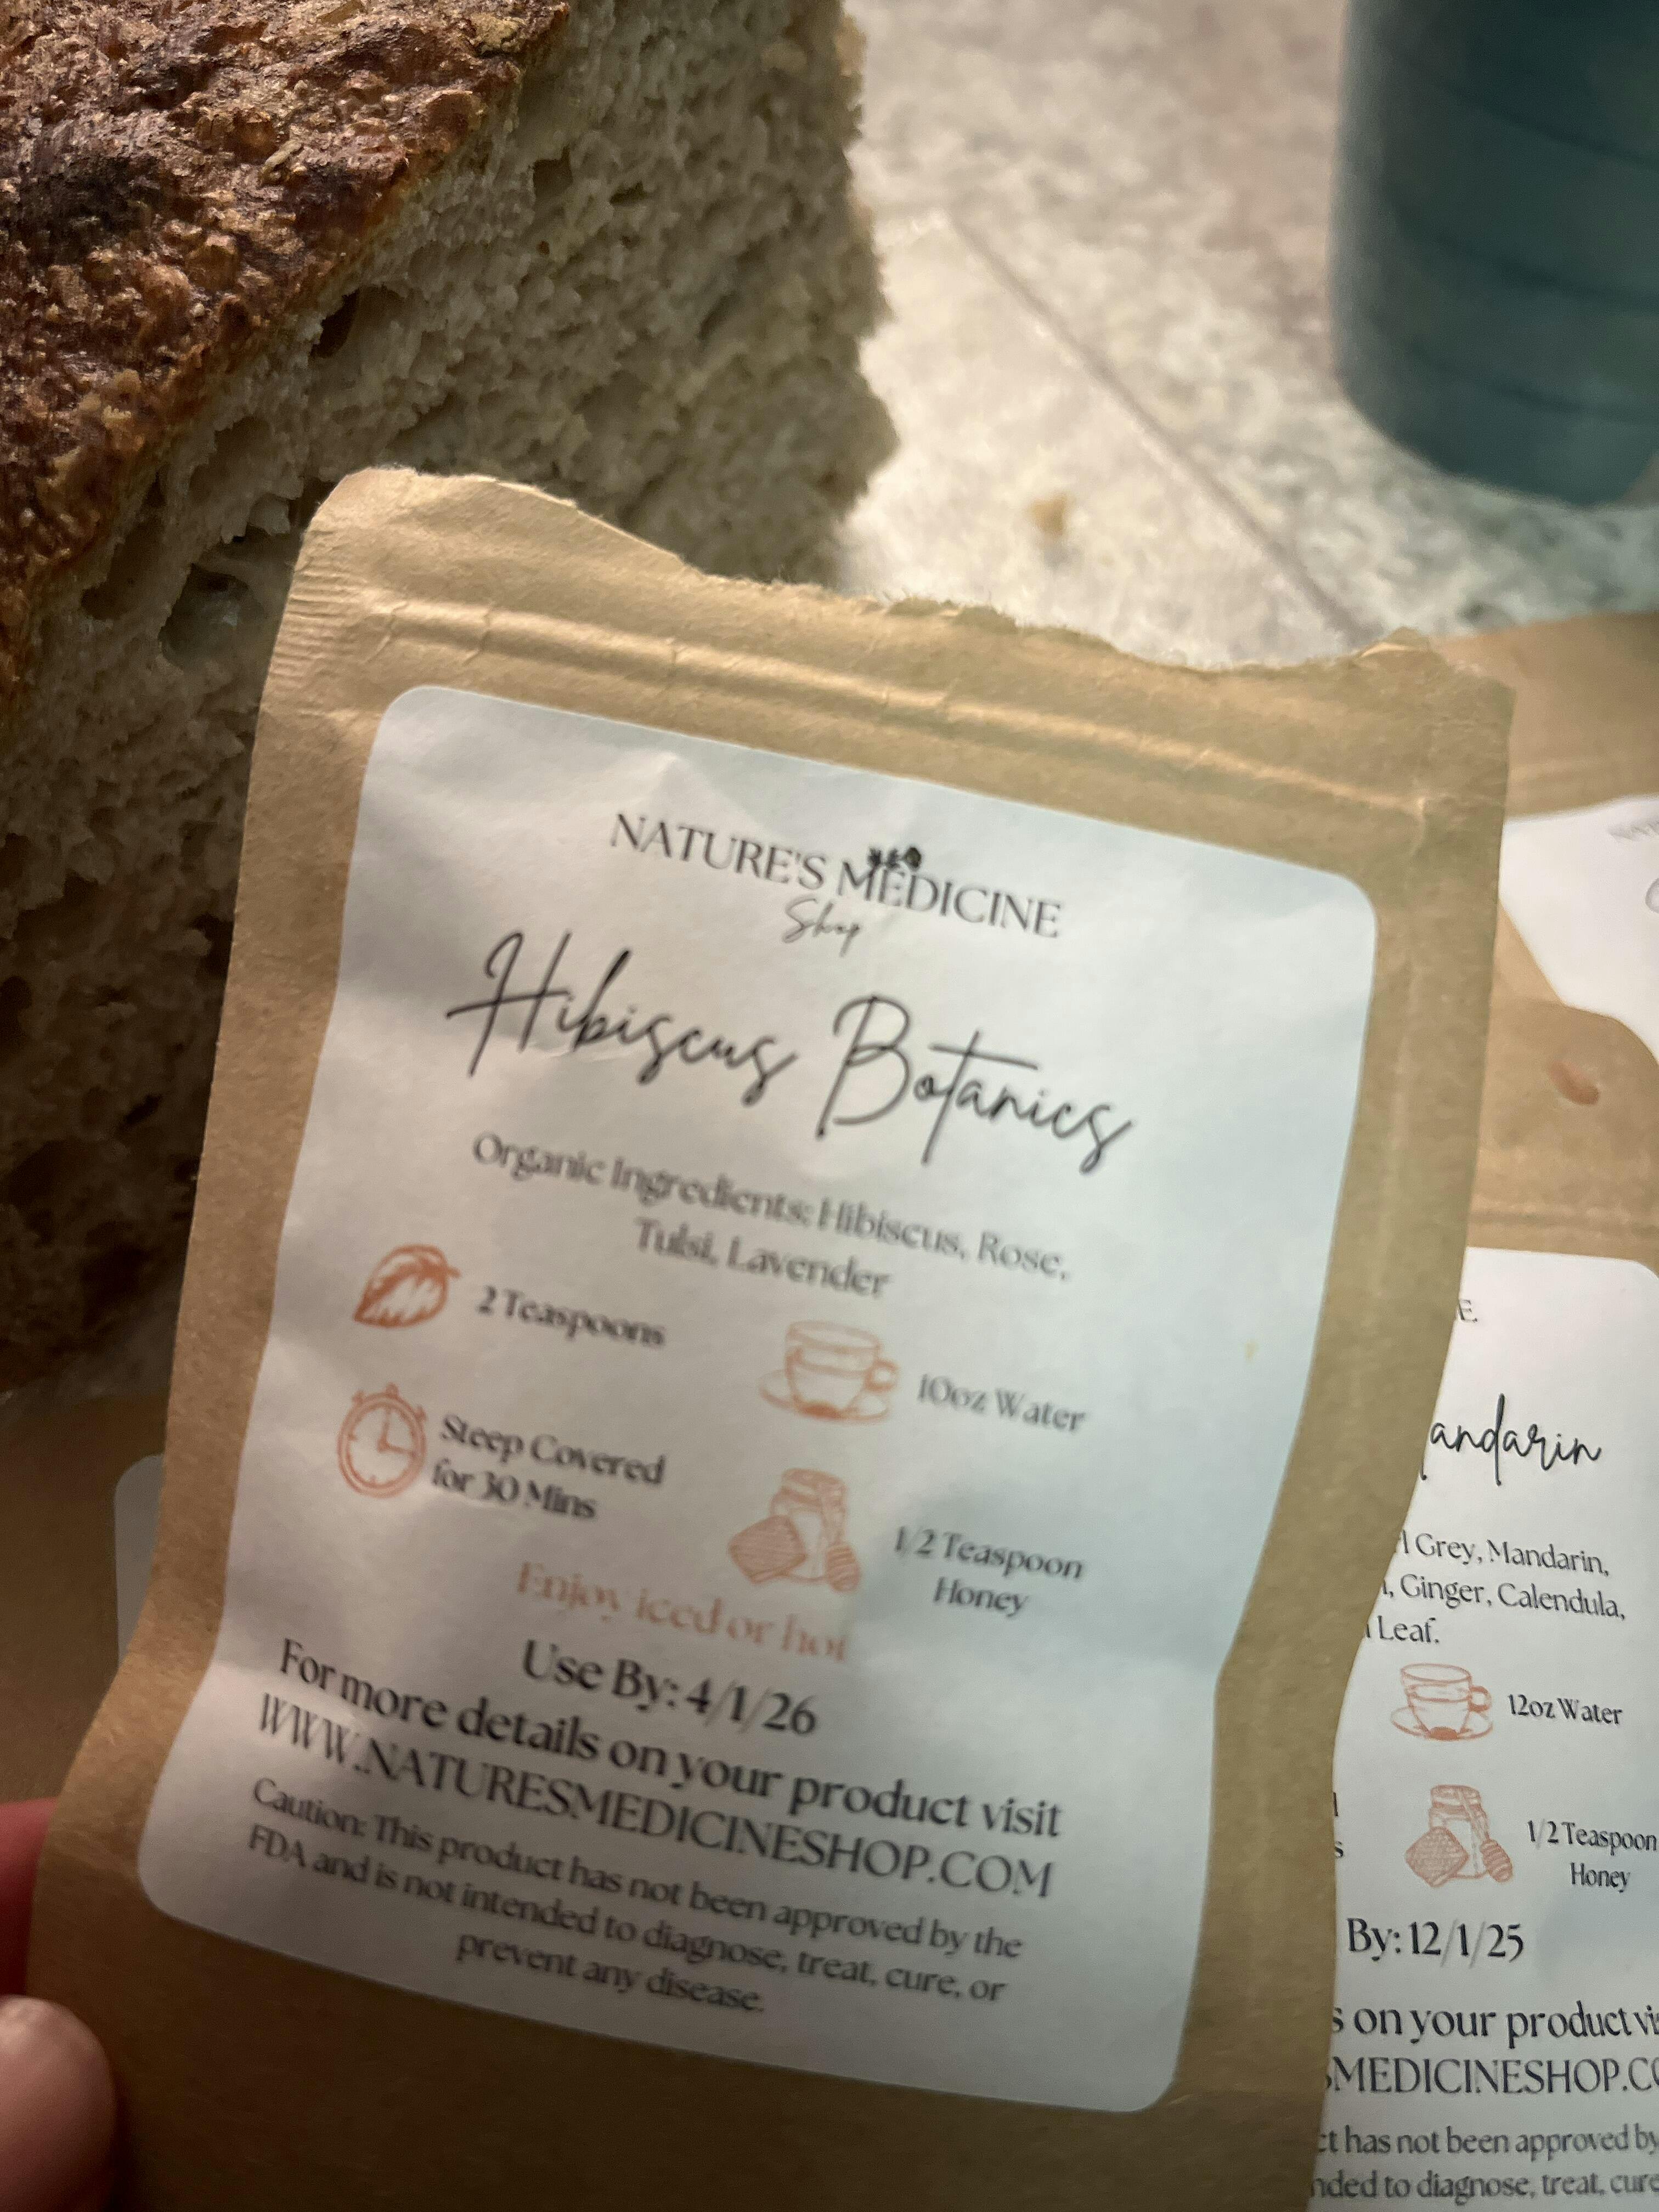 NATURE'S MEDICINE
Shop
Hibiscus Botanics
Organic Ingredients: Hibiscus, Rose,
Tulsi, Lavender
2 Teaspoons
10oz Water
Steep Covered
for 30 Mins
1/2 Teaspoon
Honey
Enjoy iced or hot
Use By: 4/1/26
For more details on your product visit
WWW.NATURESMEDICINESHOP.COM
Caution: This product has not been approved by the
FDA and is not intended to diagnose, treat, cure, or
prevent any disease.
E
andarin
l Grey, Mandarin,
, Ginger, Calendula,
Leaf.
12oz Water
1/2 Teaspoon
Honey
By: 12/1/25
s on your product vis
SMEDICINESHOP.CO
ct has not been approved by
nded to diagnose, treat, cure